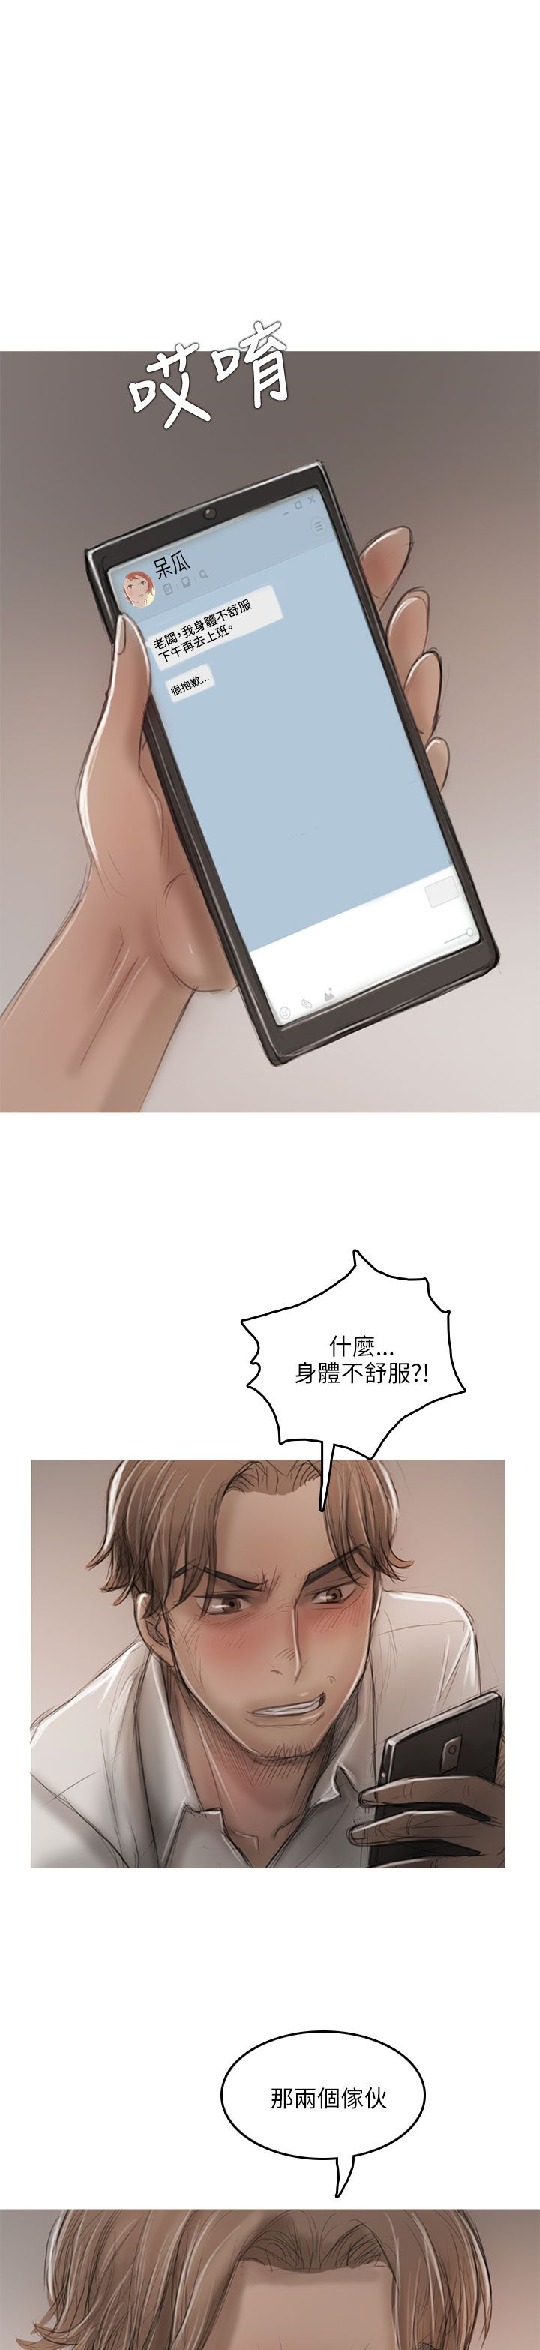 哎唷
呆瓜
老闆，我身體不舒服
下午再去上班。
很抱歉...
什麼...
身體不舒服?!
那兩個傢伙